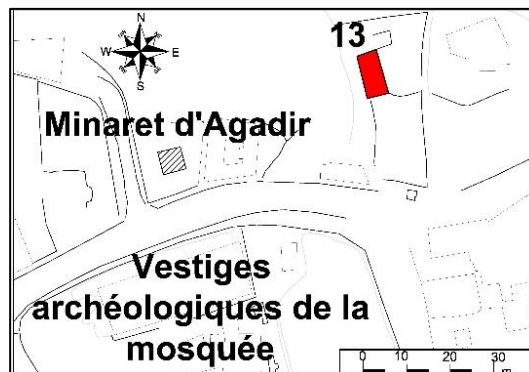 N
13
W
E
S
Minaret d'Agadir
Vestiges
archéologiques de la
mosquée
0 10 20 30
m